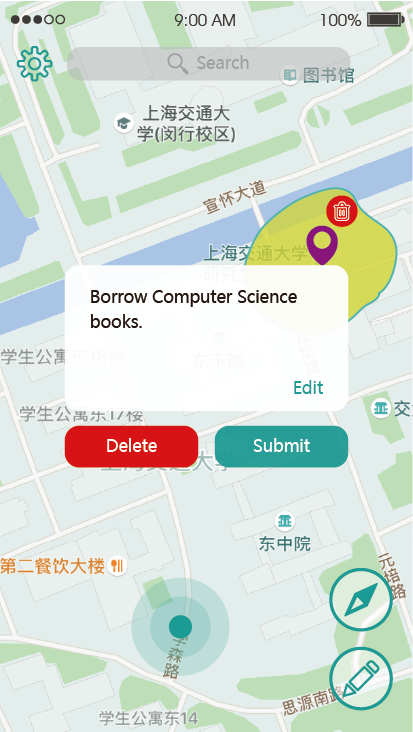 9:00 AM
100%
Search
图书馆
上海交通大
学(闵行校区)
宣怀大道
上海交通大学
研究
Borrow Computer Science
books.
学生公寓东18楼
东下院
Edit
学生公寓东17楼
交
Delete
Submit
上海交通大学
东中院
第二餐饮大楼
元培路
学森路
思源南路
学生公寓东14